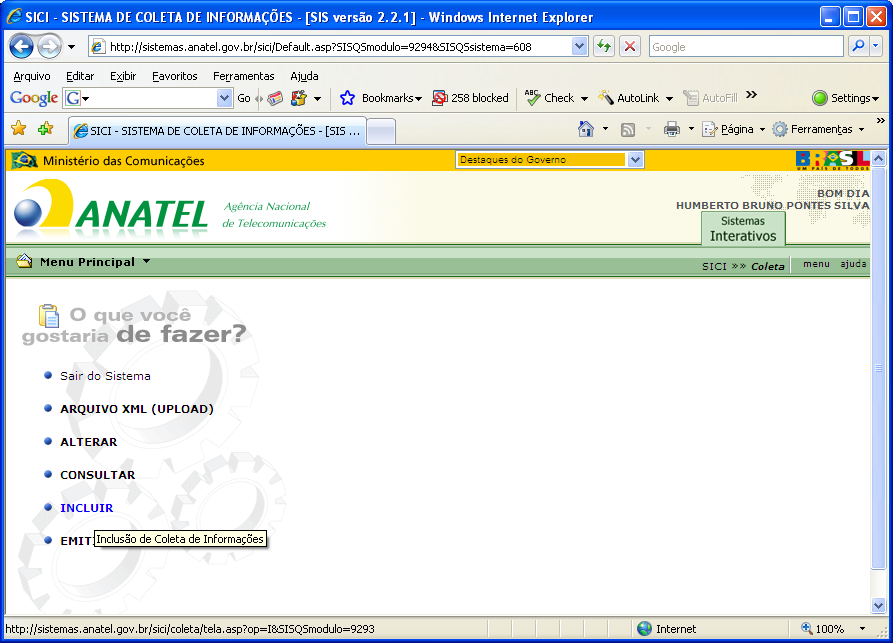 SICI - SISTEMA DE COLETA DE INFORMAÇÕES - [SIS versão 2.2.1] - Windows Internet Explorer
http://sistemas.anatel.gov.br/sici/Default.asp?SISQSmodulo=9294&SISQSsistema=608
Google
Arquivo Editar Exibir Favoritos Ferramentas Ajuda
Google G Go Bookmarks 258 blocked ABC Check AutoLink AutoFill » Settings
SICI - SISTEMA DE COLETA DE INFORMAÇÕES - [SIS ... Página Ferramentas »
Ministério das Comunicações Destaques do Governo BRASIL
UM PAÍS DE TODOS
BOM DIA
HUMBERTO BRUNO PONTES SILVA
ANATEL Agência Nacional
de Telecomunicações
Sistemas
Interativos
Menu Principal SICI »» Coleta menu ajuda
O que você
gostaria de fazer?
Sair do Sistema
ARQUIVO XML (UPLOAD)
ALTERAR
CONSULTAR
INCLUIR
EMIT
Inclusão de Coleta de Informações
http://sistemas.anatel.gov.br/sici/coleta/tela.asp?op=I&SISQSmodulo=9293 Internet 100%